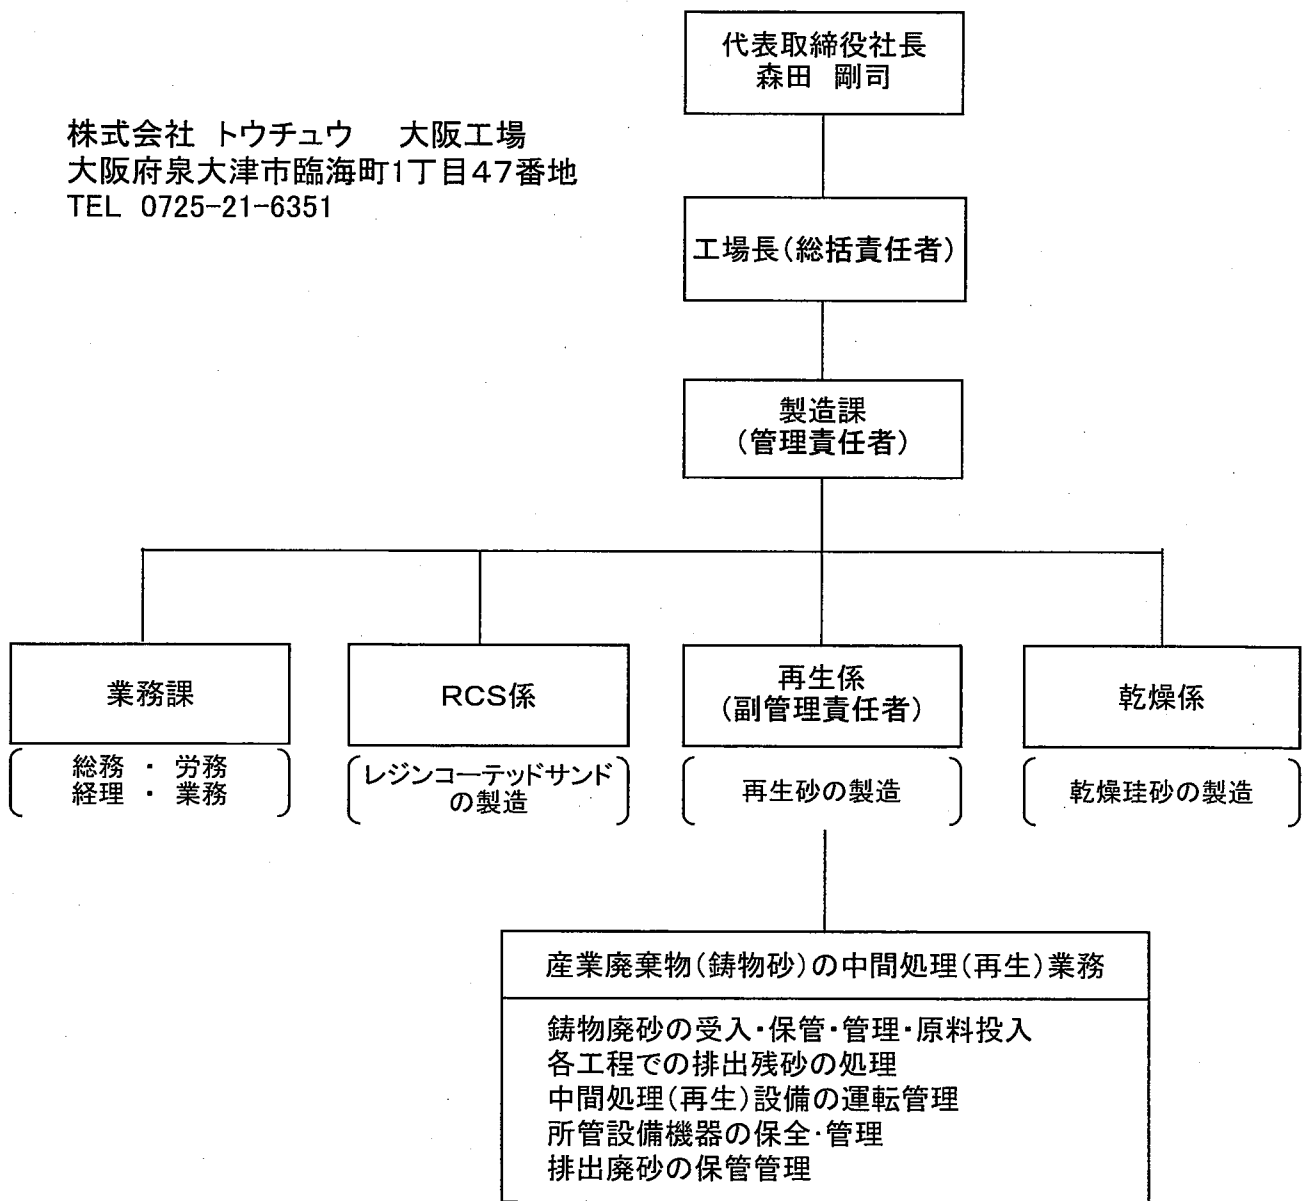 代表取締役社長
森田 剛司
株式会社 トウチュウ 大阪工場
大阪府泉大津市臨海町1丁目47番地
TEL 0725-21-6351
工場長(総括責任者)
製造課
(管理責任者)
業務課
総務 ・ 労務
経理 ・ 業務
RCS係
レジンコーテッドサンド
の製造
再生係
(副管理責任者)
再生砂の製造
乾燥係
乾燥珪砂の製造
産業廃棄物(鋳物砂)の中間処理(再生)業務
鋳物廃砂の受入・保管・管理・原料投入
各工程での排出残砂の処理
中間処理(再生)設備の運転管理
所管設備機器の保全・管理
排出廃砂の保管管理